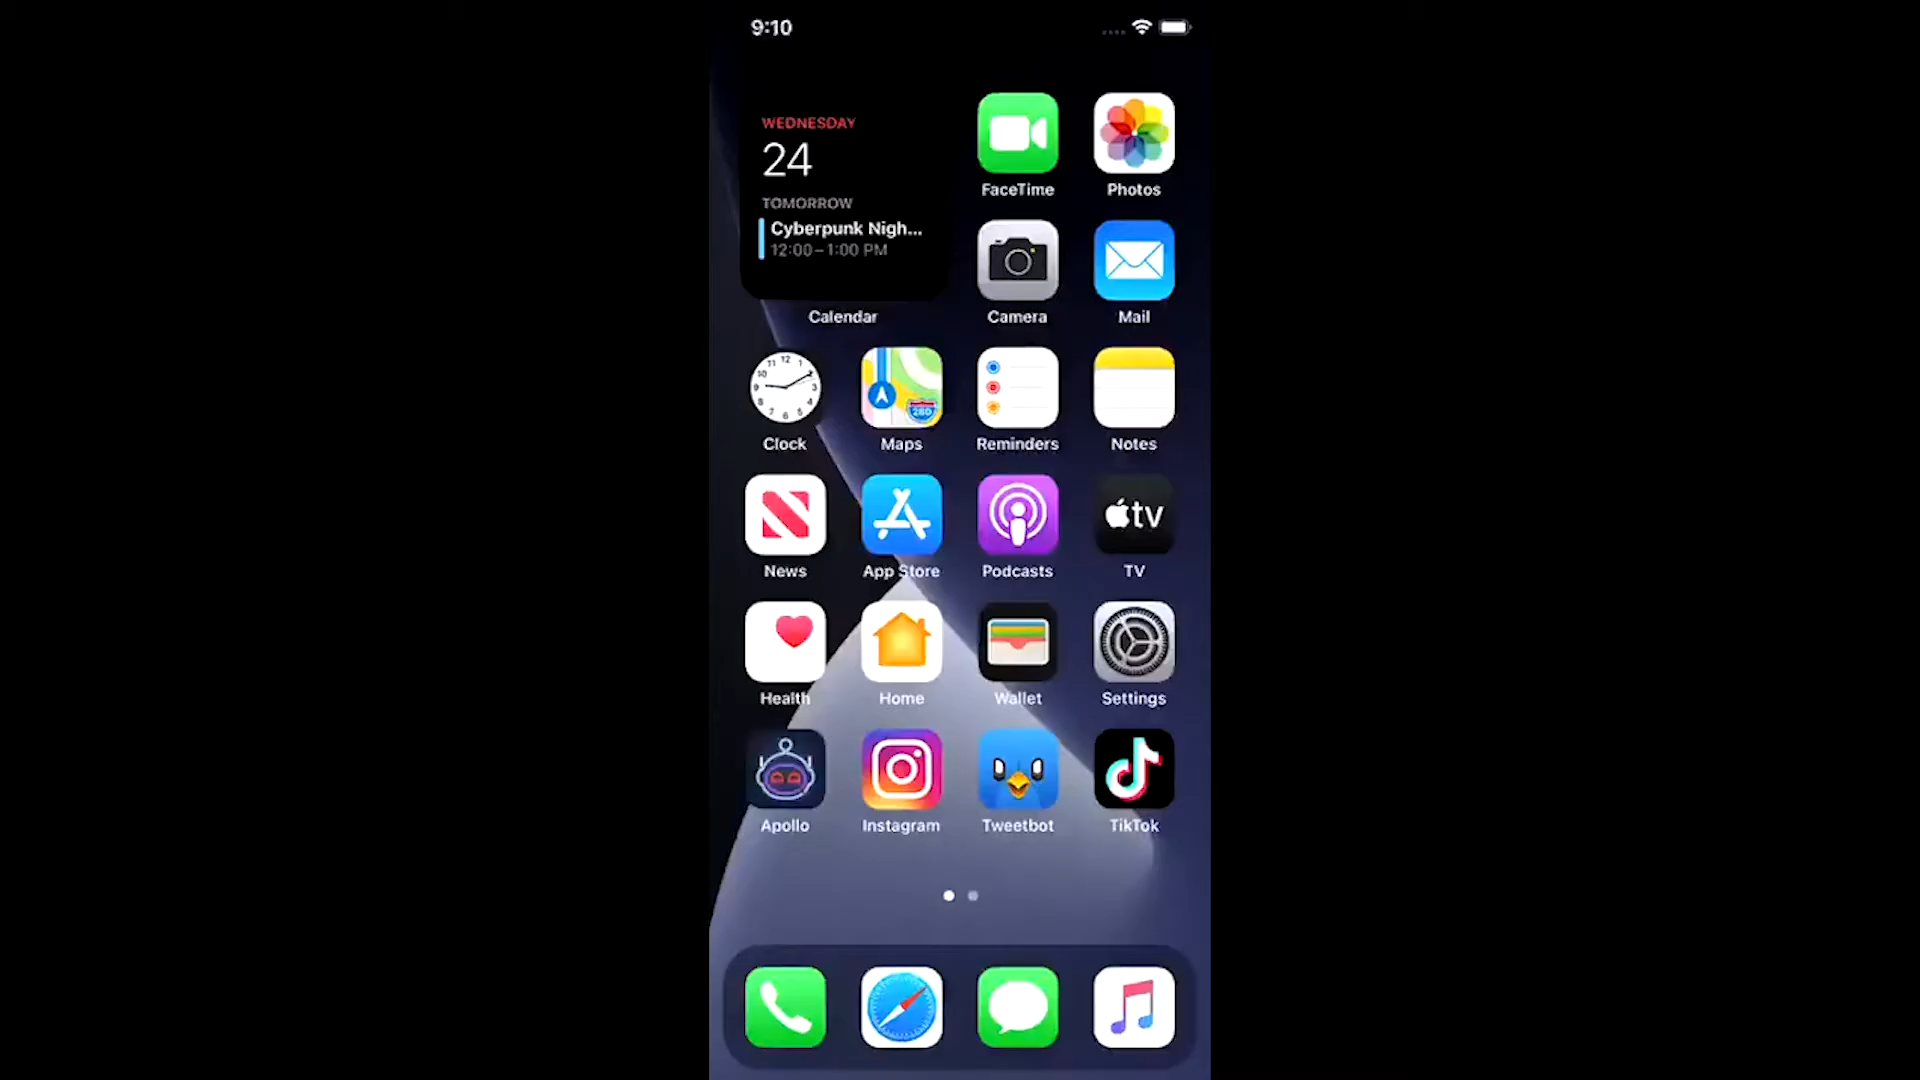 9:10
WEDNESDAY
24
TOMORROW
Cyberpunk Nigh...
12:00–1:00 PM
Calendar
FaceTime
Photos
Camera
Mail
Clock
Maps
280
Reminders
Notes
News
App Store
Podcasts
tv
TV
Health
Home
Wallet
Settings
Apollo
Instagram
Tweetbot
TikTok